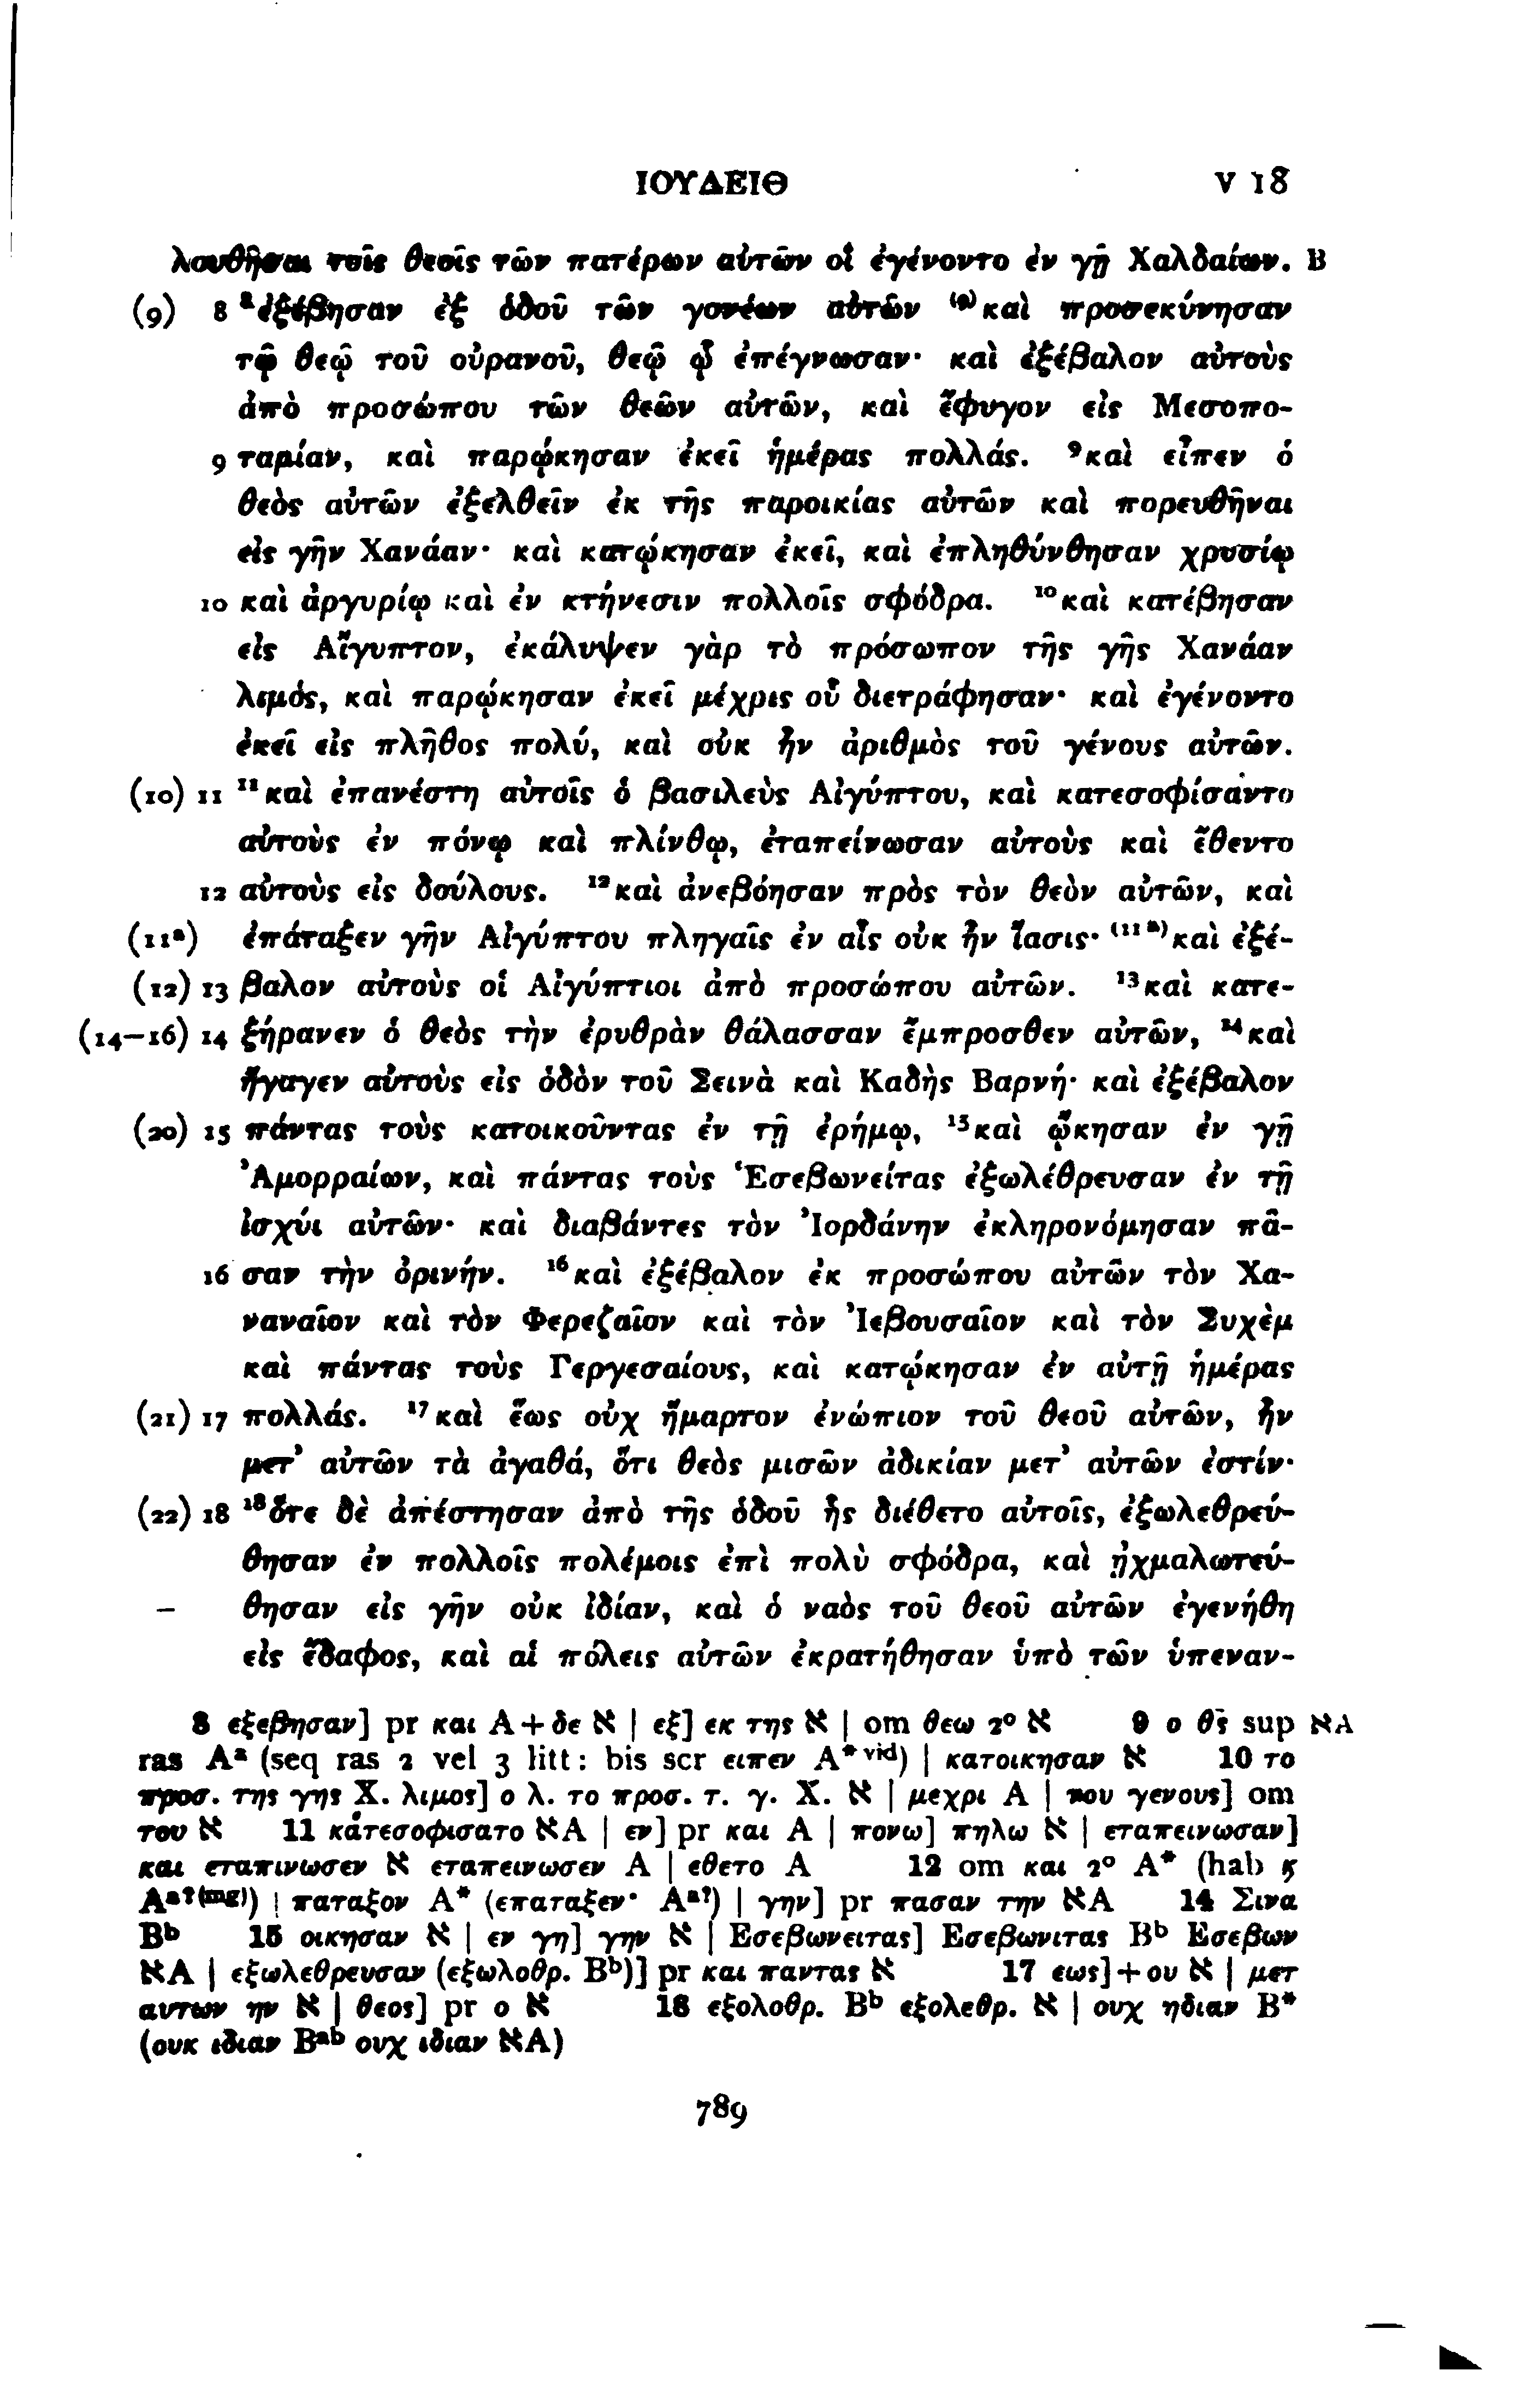 ΙΟΥΔΕΙΘ V 18
λουθῆσαι τοῖς θεοῖς τῶν πατέρων αὐτῶν οἳ ἐγένοντο ἐν γῇ Χαλδαίων. B
(9) 8 ⁸ἐξέβησαν ἐξ ὁδοῦ τῶν γονέων αὐτῶν ⁽⁹⁾καὶ προσεκύνησαν
τῷ θεῷ τοῦ οὐρανοῦ, θεῷ ᾧ ἐπέγνωσαν· καὶ ἐξέβαλον αὐτοὺς
ἀπὸ προσώπου τῶν θεῶν αὐτῶν, καὶ ἔφυγον εἰς Μεσοπο-
9 ταμίαν, καὶ παρῴκησαν ἐκεῖ ἡμέρας πολλάς. ⁹καὶ εἶπεν ὁ
θεὸς αὐτῶν ἐξελθεῖν ἐκ τῆς παροικίας αὐτῶν καὶ πορευθῆναι
εἰς γῆν Χανάαν· καὶ κατῴκησαν ἐκεῖ, καὶ ἐπληθύνθησαν χρυσίῳ
10 καὶ ἀργυρίῳ καὶ ἐν κτήνεσιν πολλοῖς σφόδρα. ¹⁰καὶ κατέβησαν
εἰς Αἴγυπτον, ἐκάλυψεν γὰρ τὸ πρόσωπον τῆς γῆς Χανάαν
λιμός, καὶ παρῴκησαν ἐκεῖ μέχρις οὗ διετράφησαν· καὶ ἐγένοντο
ἐκεῖ εἰς πλῆθος πολύ, καὶ οὐκ ἦν ἀριθμὸς τοῦ γένους αὐτῶν.
(10) 11 ¹¹καὶ ἐπανέστη αὐτοῖς ὁ βασιλεὺς Αἰγύπτου, καὶ κατεσοφίσαντο
αὐτοὺς ἐν πόνῳ καὶ πλίνθῳ, ἐταπείνωσαν αὐτοὺς καὶ ἔθεντο
12 αὐτοὺς εἰς δούλους. ¹²καὶ ἀνεβόησαν πρὸς τὸν θεὸν αὐτῶν, καὶ
(11ᵃ) ἐπάταξεν γῆν Αἰγύπτου πληγαῖς ἐν αἷς οὐκ ἦν ἴασις· ⁽¹¹ᵃ⁾καὶ ἐξέ-
(12) 13 βαλον αὐτοὺς οἱ Αἰγύπτιοι ἀπὸ προσώπου αὐτῶν. ¹³καὶ κατε-
(14–16) 14 ξήρανεν ὁ θεὸς τὴν ἐρυθρὰν θάλασσαν ἔμπροσθεν αὐτῶν, ¹⁴καὶ
ἤγαγεν αὐτοὺς εἰς ὁδὸν τοῦ Σεινὰ καὶ Καδὴς Βαρνή· καὶ ἐξέβαλον
(20) 15 πάντας τοὺς κατοικοῦντας ἐν τῇ ἐρήμῳ, ¹⁵καὶ ᾤκησαν ἐν γῇ
Ἀμορραίων, καὶ πάντας τοὺς Ἑσεβωνείτας ἐξωλέθρευσαν ἐν τῇ
ἰσχύι αὐτῶν· καὶ διαβάντες τὸν Ἰορδάνην ἐκληρονόμησαν πᾶ-
16 σαν τὴν ὀρινήν. ¹⁶καὶ ἐξέβαλον ἐκ προσώπου αὐτῶν τὸν Χα-
ναναῖον καὶ τὸν Φερεζαῖον καὶ τὸν Ἰεβουσαῖον καὶ τὸν Συχὲμ
καὶ πάντας τοὺς Γεργεσαίους, καὶ κατῴκησαν ἐν αὐτῇ ἡμέρας
(21) 17 πολλάς. ¹⁷καὶ ἕως οὐχ ἥμαρτον ἐνώπιον τοῦ θεοῦ αὐτῶν, ἦν
μετ’ αὐτῶν τὰ ἀγαθά, ὅτι θεὸς μισῶν ἀδικίαν μετ’ αὐτῶν ἐστίν·
(22) 18 ¹⁸ὅτε δὲ ἀπέστησαν ἀπὸ τῆς ὁδοῦ ἧς διέθετο αὐτοῖς, ἐξωλεθρεύ-
θησαν ἐν πολλοῖς πολέμοις ἐπὶ πολὺ σφόδρα, καὶ ᾐχμαλωτεύ-
θησαν εἰς γῆν οὐκ ἰδίαν, καὶ ὁ ναὸς τοῦ θεοῦ αὐτῶν ἐγενήθη
εἰς ἔδαφος, καὶ αἱ πόλεις αὐτῶν ἐκρατήθησαν ὑπὸ τῶν ὑπεναν-
8 εξεβησαν] pr και A + δε א | εξ] εκ της א | om θεω 2° א 9 ο θς̄ sup אA
ras Aᵃ (seq ras 2 vel 3 litt: bis scr ειπεν A*ᵛⁱᵈ) | κατοικησαν א 10 το
προσ. της γης Χ. λιμος] ο λ. το προσ. τ. γ. Χ. א | μεχρι A | του γενους] om
του א 11 κατεσοφισατο אA | εν] pr και A | πονω] πηλω א | εταπεινωσαν]
και εταπινωσεν א εταπεινωσεν A | εθετο A 12 om και 2° A* (hab ϗ
Aᵃ?⁽ᵐᵍ⁾) | παταξον A* (επαταξεν· Aᵃ?) | γην] pr πασαν την אA 14 Σινα
Bᵇ 15 οικησαν א | εν γη] γην א | Εσεβωνειτας] Εσεβωνιτας Bᵇ Εσεβων
אA | εξωλεθρευσαν (εξωλοθρ. Bᵇ)] pr και παντας א 17 εως] + ου א | μετ
αυτων ην א | θεος] pr ο א 18 εξολοθρ. Bᵇ εξολεθρ. א | ουχ ηδιαν B*
(ουκ ιδιαν Bᵃᵇ ουχ ιδιαν אA)
789